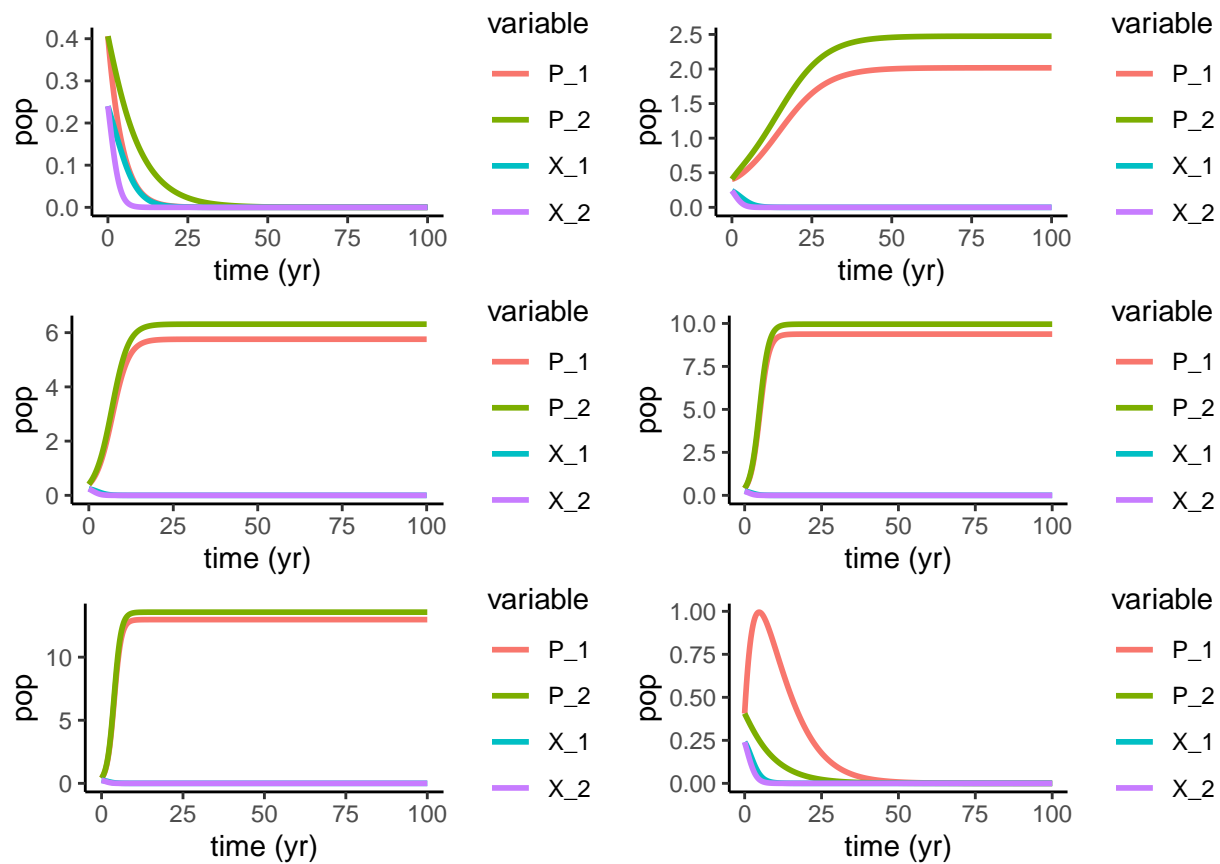 variable
0.4
0.3
0.2
0.1
0.0
pop
0 25 50 75 100
time (yr)
P_1
P_2
X_1
X_2
variable
2.5
2.0
1.5
1.0
0.5
0.0
pop
0 25 50 75 100
time (yr)
P_1
P_2
X_1
X_2
variable
6
4
2
0
pop
0 25 50 75 100
time (yr)
P_1
P_2
X_1
X_2
variable
10.0
7.5
5.0
2.5
0.0
pop
0 25 50 75 100
time (yr)
P_1
P_2
X_1
X_2
variable
10
5
0
pop
0 25 50 75 100
time (yr)
P_1
P_2
X_1
X_2
variable
1.00
0.75
0.50
0.25
0.00
pop
0 25 50 75 100
time (yr)
P_1
P_2
X_1
X_2